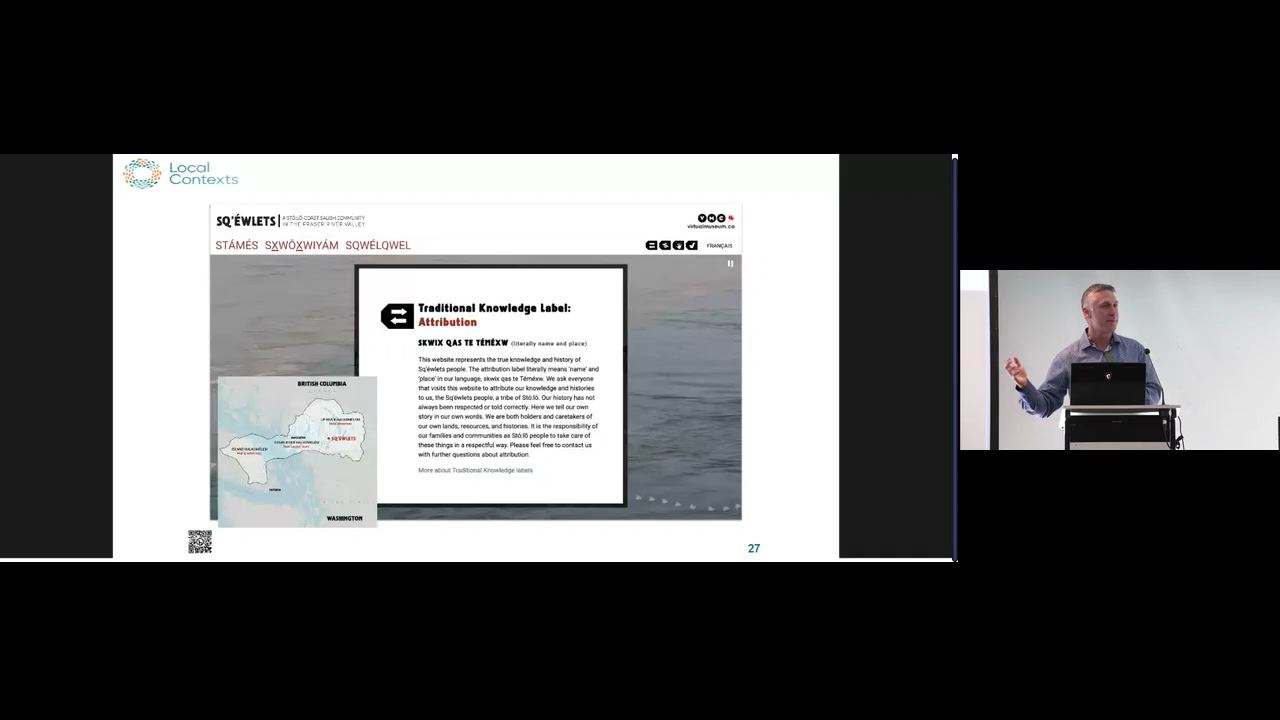 Local
Contexts
SQ'ÉWLETS
A STÓ:LŌ-COAST SALISH COMMUNITY
IN THE FRASER RIVER VALLEY
VMC
virtualmuseum.ca
STÁMÉS SX̲WŌX̲WIYÁM SQWÉLQWEL
FRANÇAIS
Traditional Knowledge Label:
Attribution
SKWIX QAS TE TÉMÉXW (literally name and place)
This website represents the true knowledge and history of
Sq'éwlets people. The attribution label literally means 'name' and
'place' in our language, skwix qas te Téméxw. We ask everyone
that visits this website to attribute our knowledge and histories
to us, the Sq'éwlets people, a tribe of Stó:lō. Our history has not
always been respected or told correctly. Here we tell our own
story in our own words. We are both holders and caretakers of
our own lands, resources, and histories. It is the responsibility of
our families and communities as Stó:lō people to take care of
these things in a respectful way. Please feel free to contact us
with further questions about attribution.
More about Traditional Knowledge labels
BRITISH COLUMBIA
SQ'ÉWLETS
WASHINGTON
27